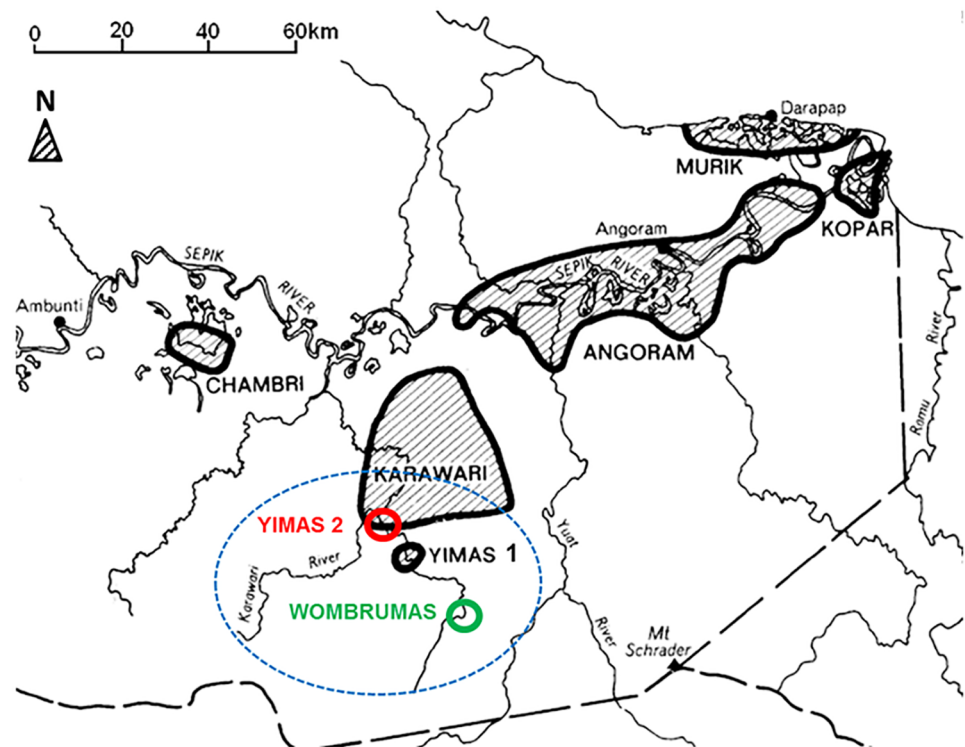 0 20 40 60km
N
Darapap
MURIK
KOPAR
Angoram
SEPIK
RIVER
SEPIK
RIVER
Ambunti
ANGORAM
CHAMBRI
Ramu
River
KARAWARI
YIMAS 2
YIMAS 1
Karawari
River
Yuat
River
WOMBRUMAS
Mt
Schrader